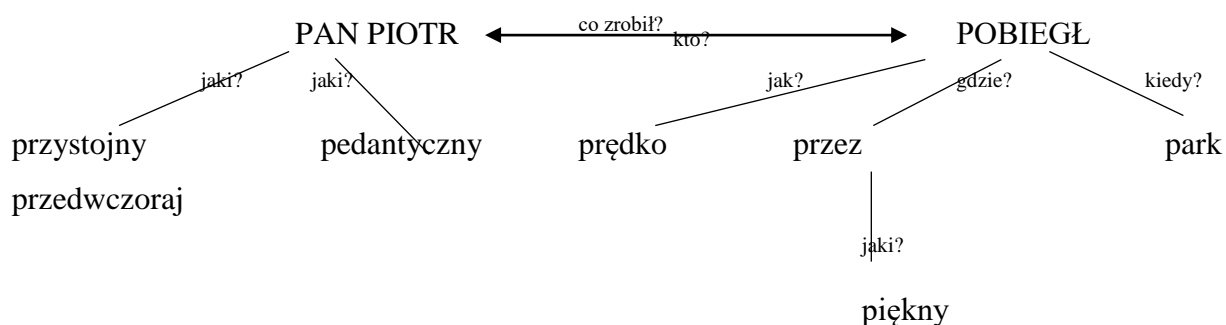 PAN PIOTR co zrobił? kto? POBIEGŁ
jaki? jaki? jak? gdzie? kiedy?
przystojny pedantyczny prędko przez park
przedwczoraj
jaki?
piękny